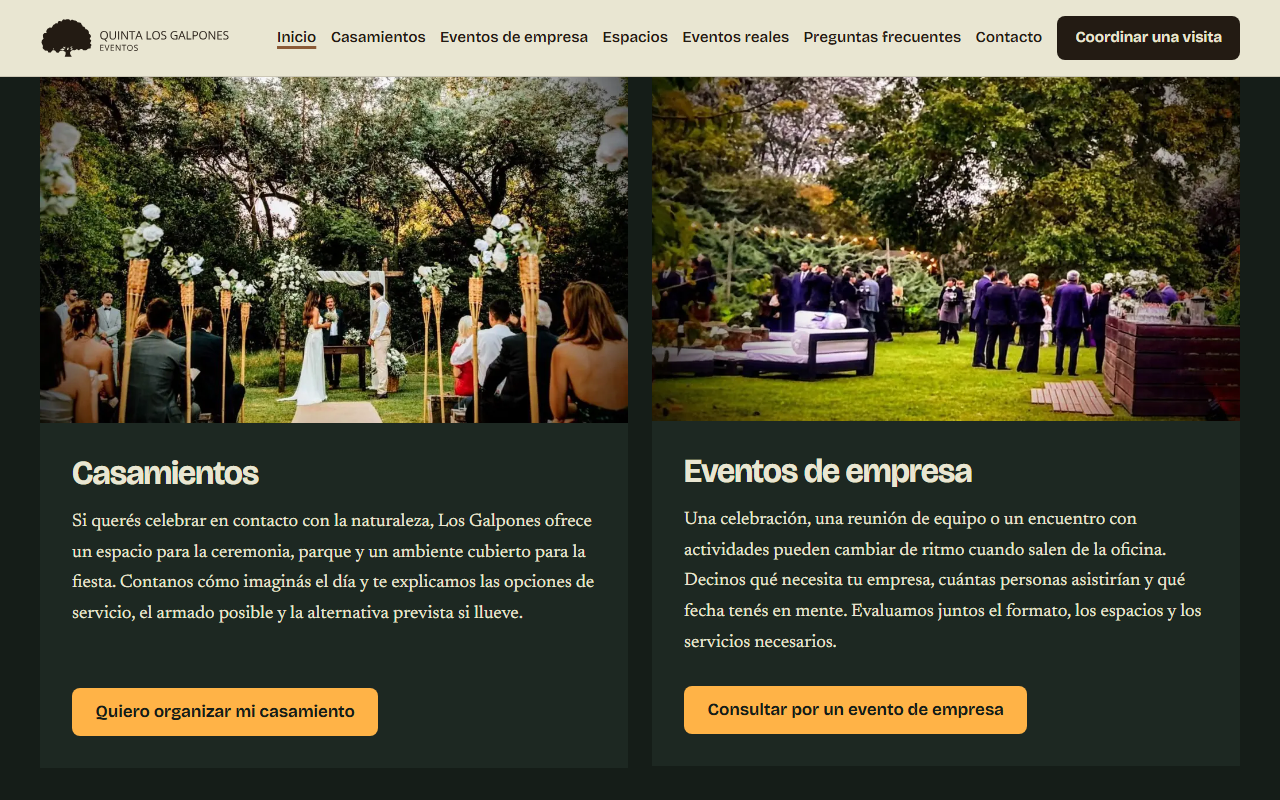 QUINTA LOS GALPONES
EVENTOS
Inicio
Casamientos
Eventos de empresa
Espacios
Eventos reales
Preguntas frecuentes
Contacto
Coordinar una visita
Casamientos
Si querés celebrar en contacto con la naturaleza, Los Galpones ofrece
un espacio para la ceremonia, parque y un ambiente cubierto para la
fiesta. Contanos cómo imaginás el día y te explicamos las opciones de
servicio, el armado posible y la alternativa prevista si llueve.
Quiero organizar mi casamiento
Eventos de empresa
Una celebración, una reunión de equipo o un encuentro con
actividades pueden cambiar de ritmo cuando salen de la oficina.
Decinos qué necesita tu empresa, cuántas personas asistirían y qué
fecha tenés en mente. Evaluamos juntos el formato, los espacios y los
servicios necesarios.
Consultar por un evento de empresa